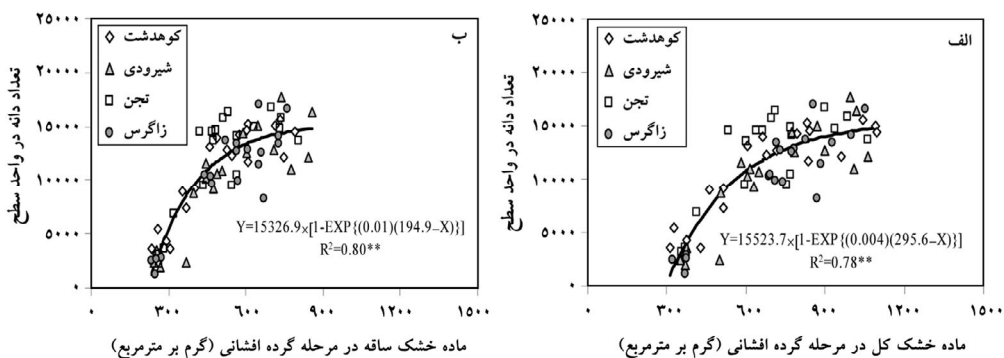 الف
کوهدشت
شیرودی
تجن
زاگرس
تعداد دانه در واحد سطح
۲۵۰۰۰
۲۰۰۰۰
۱۵۰۰۰
۱۰۰۰۰
۵۰۰۰
۰
Y=15523.7×[1-EXP{(0.004)(295.6–X)}]
R²=0.78**
۰ ۳۰۰ ۶۰۰ ۹۰۰ ۱۲۰۰ ۱۵۰۰
ماده خشک کل در مرحله گرده افشانی (گرم بر مترمربع)
ب
کوهدشت
شیرودی
تجن
زاگرس
تعداد دانه در واحد سطح
۲۵۰۰۰
۲۰۰۰۰
۱۵۰۰۰
۱۰۰۰۰
۵۰۰۰
۰
Y=15326.9×[1-EXP{(0.01)(194.9–X)}]
R²=0.80**
۰ ۳۰۰ ۶۰۰ ۹۰۰ ۱۲۰۰ ۱۵۰۰
ماده خشک ساقه در مرحله گرده افشانی (گرم بر مترمربع)